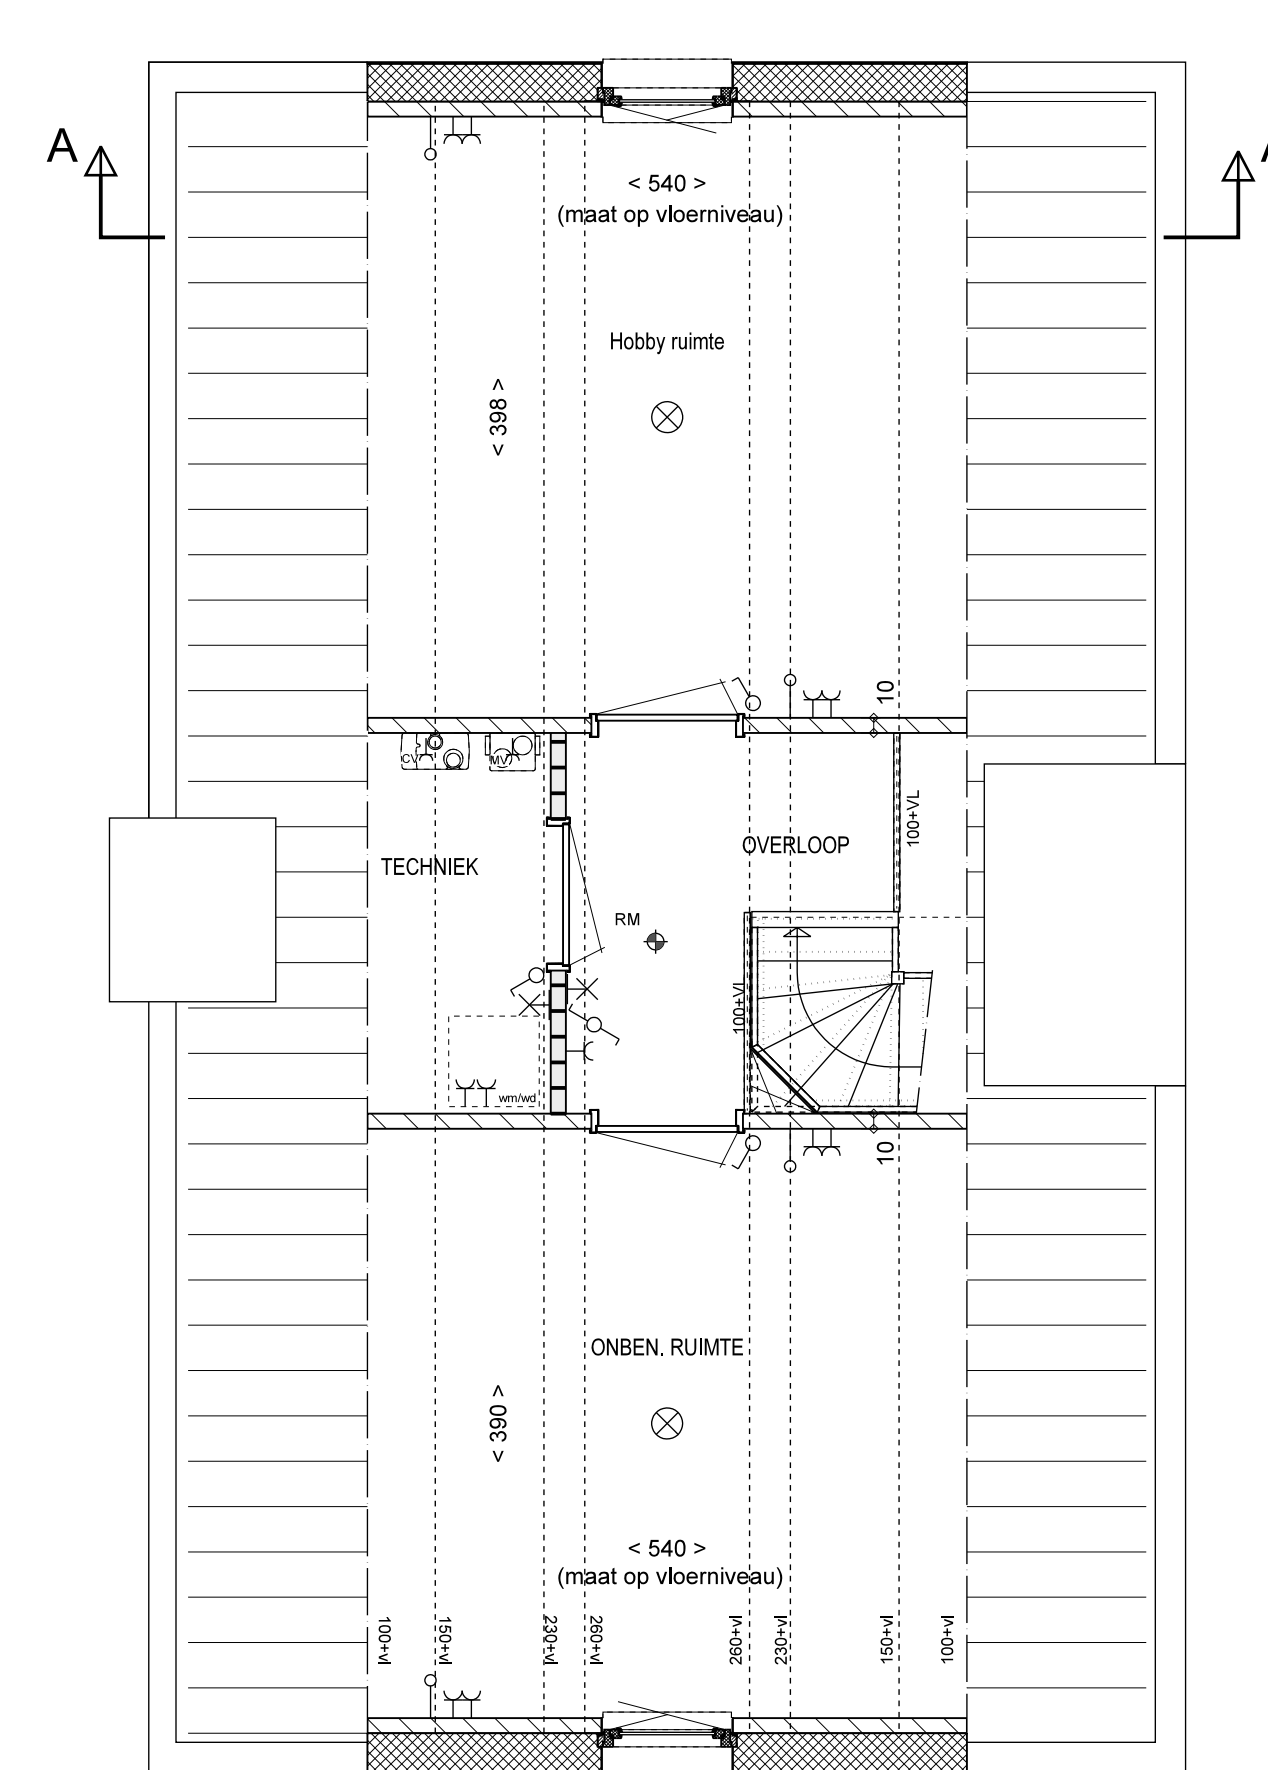 A
< 540 >
(maat op vloerniveau)
Hobby ruimte
< 398 >
10
CV
MV
100+VL
OVERLOOP
TECHNIEK
RM
100+VL
wm/wd
10
ONBEN. RUIMTE
< 390 >
< 540 >
(maat op vloerniveau)
100+vl
150+vl
230+vl
260+vl
260+vl
230+vl
150+vl
100+vl